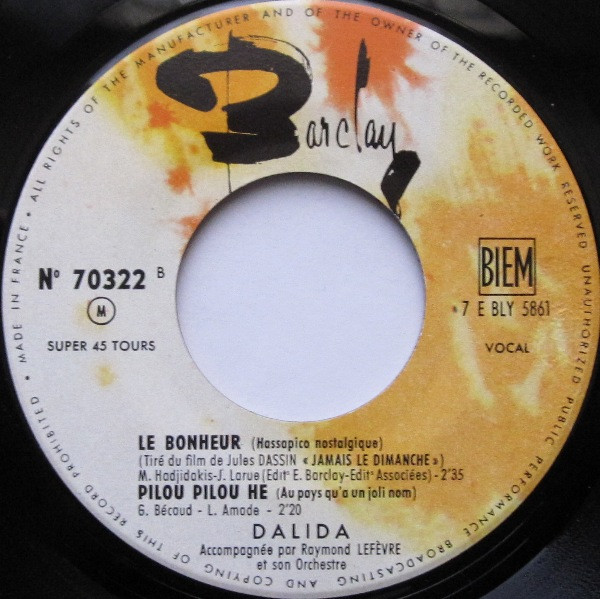 MADE IN FRANCE • ALL RIGHTS OF THE MANUFACTURER AND OF THE OWNER OF THE RECORDED WORK RESERVED UNAUTHORIZED PUBLIC PERFORMANCE BROADCASTING AND COPYING OF THIS RECORD PROHIBITED •
Barclay
Nº 70322 B
M
SUPER 45 TOURS
BIEM
7 E BLY 5861
VOCAL
LE BONHEUR (Hassapico nostalgique)
(Tiré du film de Jules DASSIN « JAMAIS LE DIMANCHE »)
M. Hadjidakis-J. Larue (Editˢ E. Barclay-Editˢ Associées) - 2'35
PILOU PILOU HE (Au pays qu'a un joli nom)
G. Bécaud - L. Amade - 2'20
DALIDA
Accompagnée par Raymond LEFÈVRE
et son Orchestre